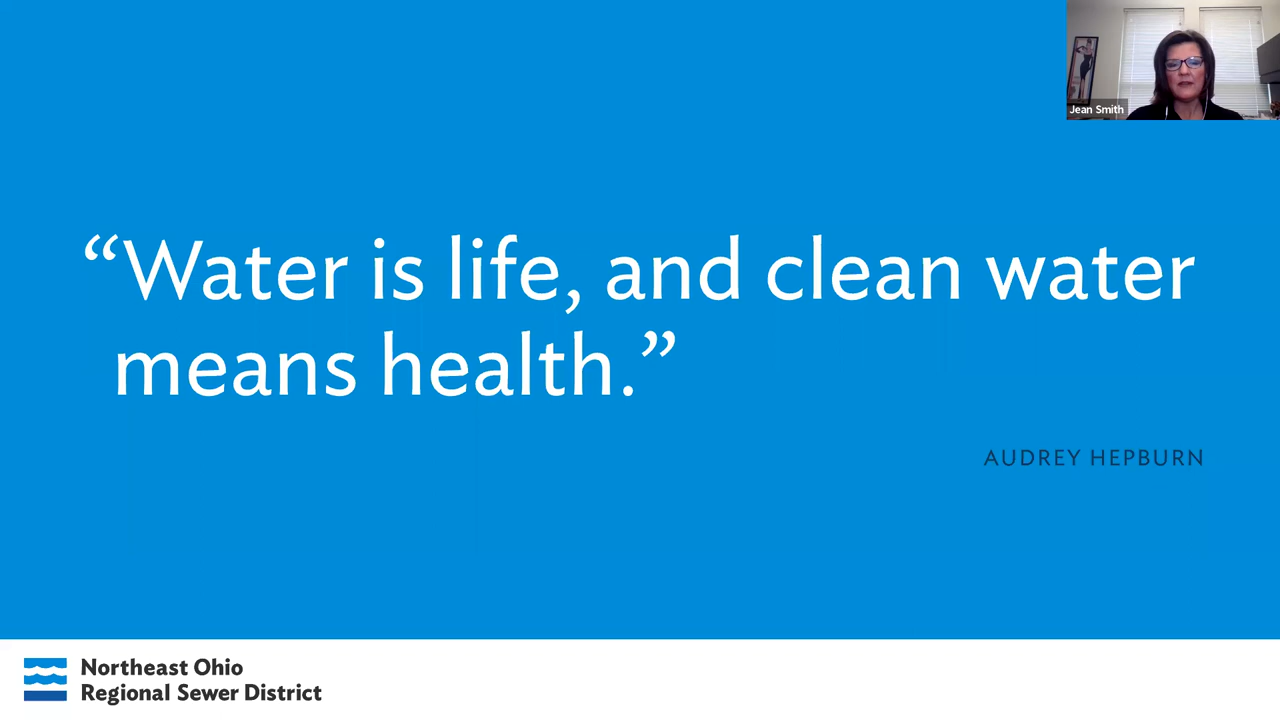 Jean Smith
“Water is life, and clean water
means health.”
AUDREY HEPBURN
Northeast Ohio
Regional Sewer District